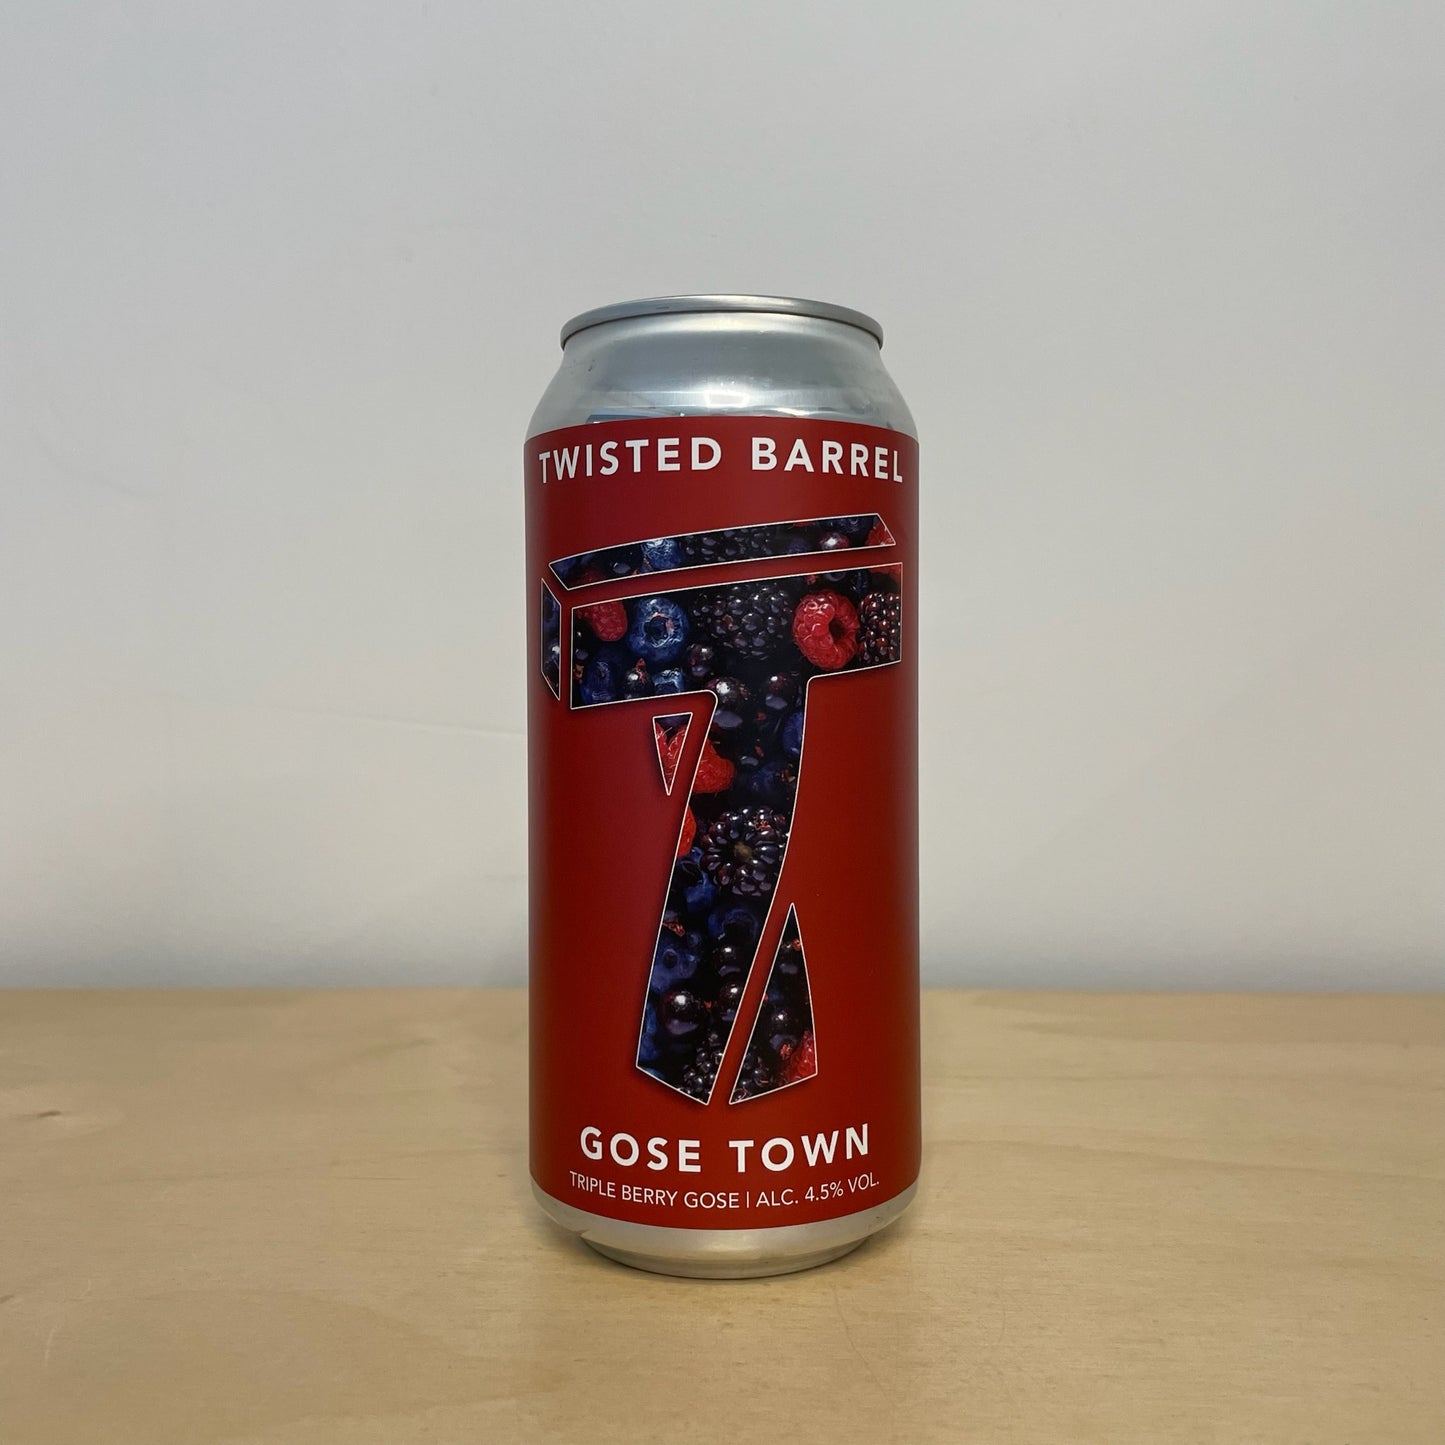 TWISTED BARREL
T
GOSE TOWN
TRIPLE BERRY GOSE | ALC. 4.5% VOL.